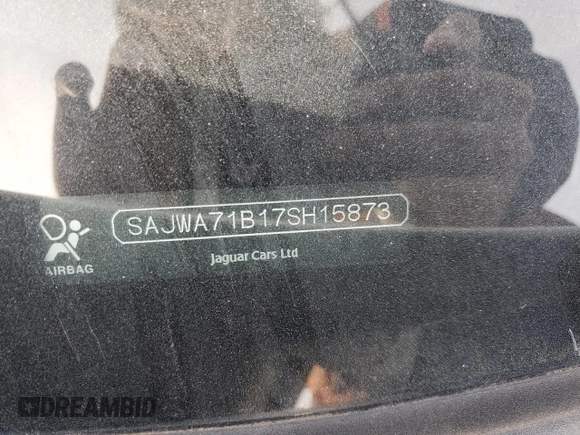 SAJWA71B17SH15873
AIRBAG
Jaguar Cars Ltd
DREAMBID